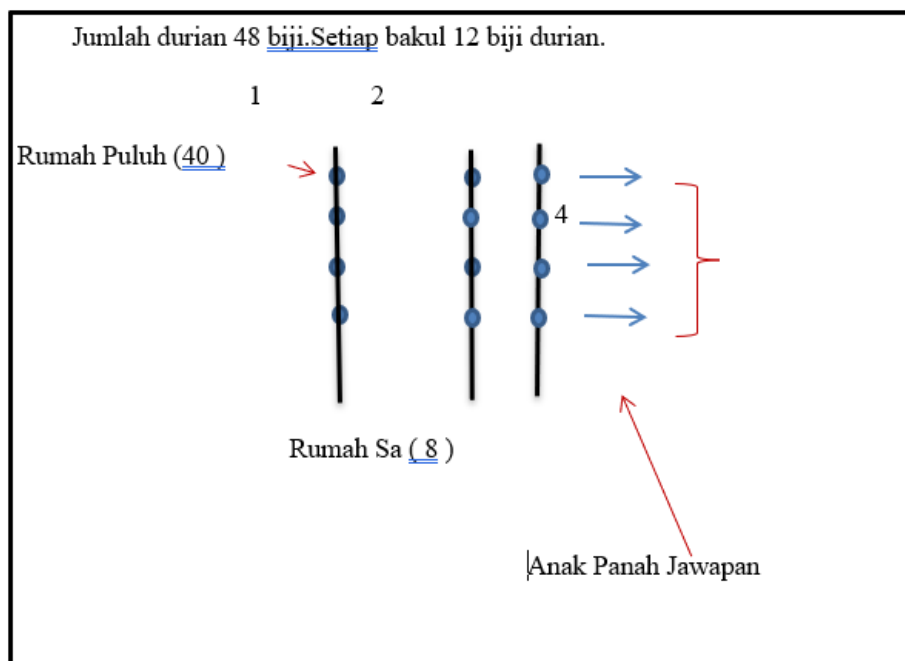 Jumlah durian 48 biji.Setiap bakul 12 biji durian.
1 2
Rumah Puluh (40 )
4
Rumah Sa ( 8 )
Anak Panah Jawapan